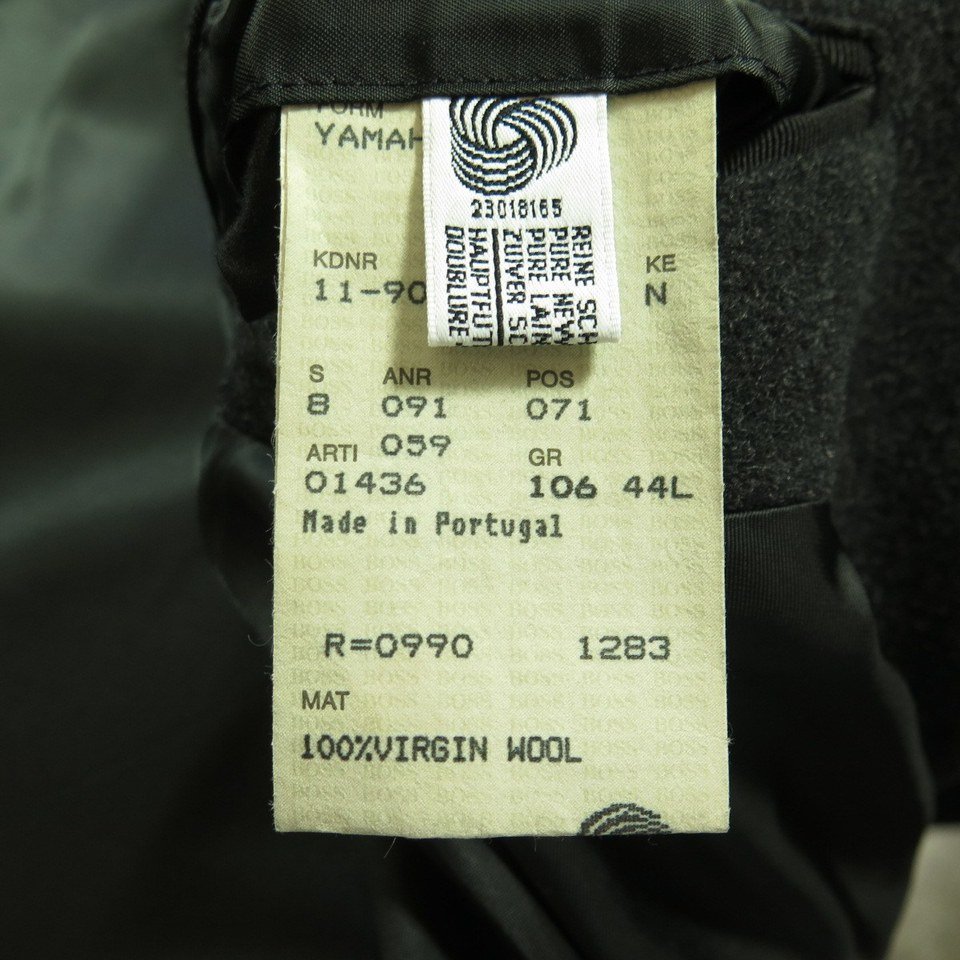 FORM
YAMAH
23018165
KDNR
KE
11-90
N
REINE SCH
PURE NEW
PURE LAIN
ZUIVER SC
HAUPTFUTT
DOUBLURE
S ANR POS
8 091 071
ARTI 059 GR
01436 106 44L
Made in Portugal
R=0990 1283
MAT
100%VIRGIN WOOL